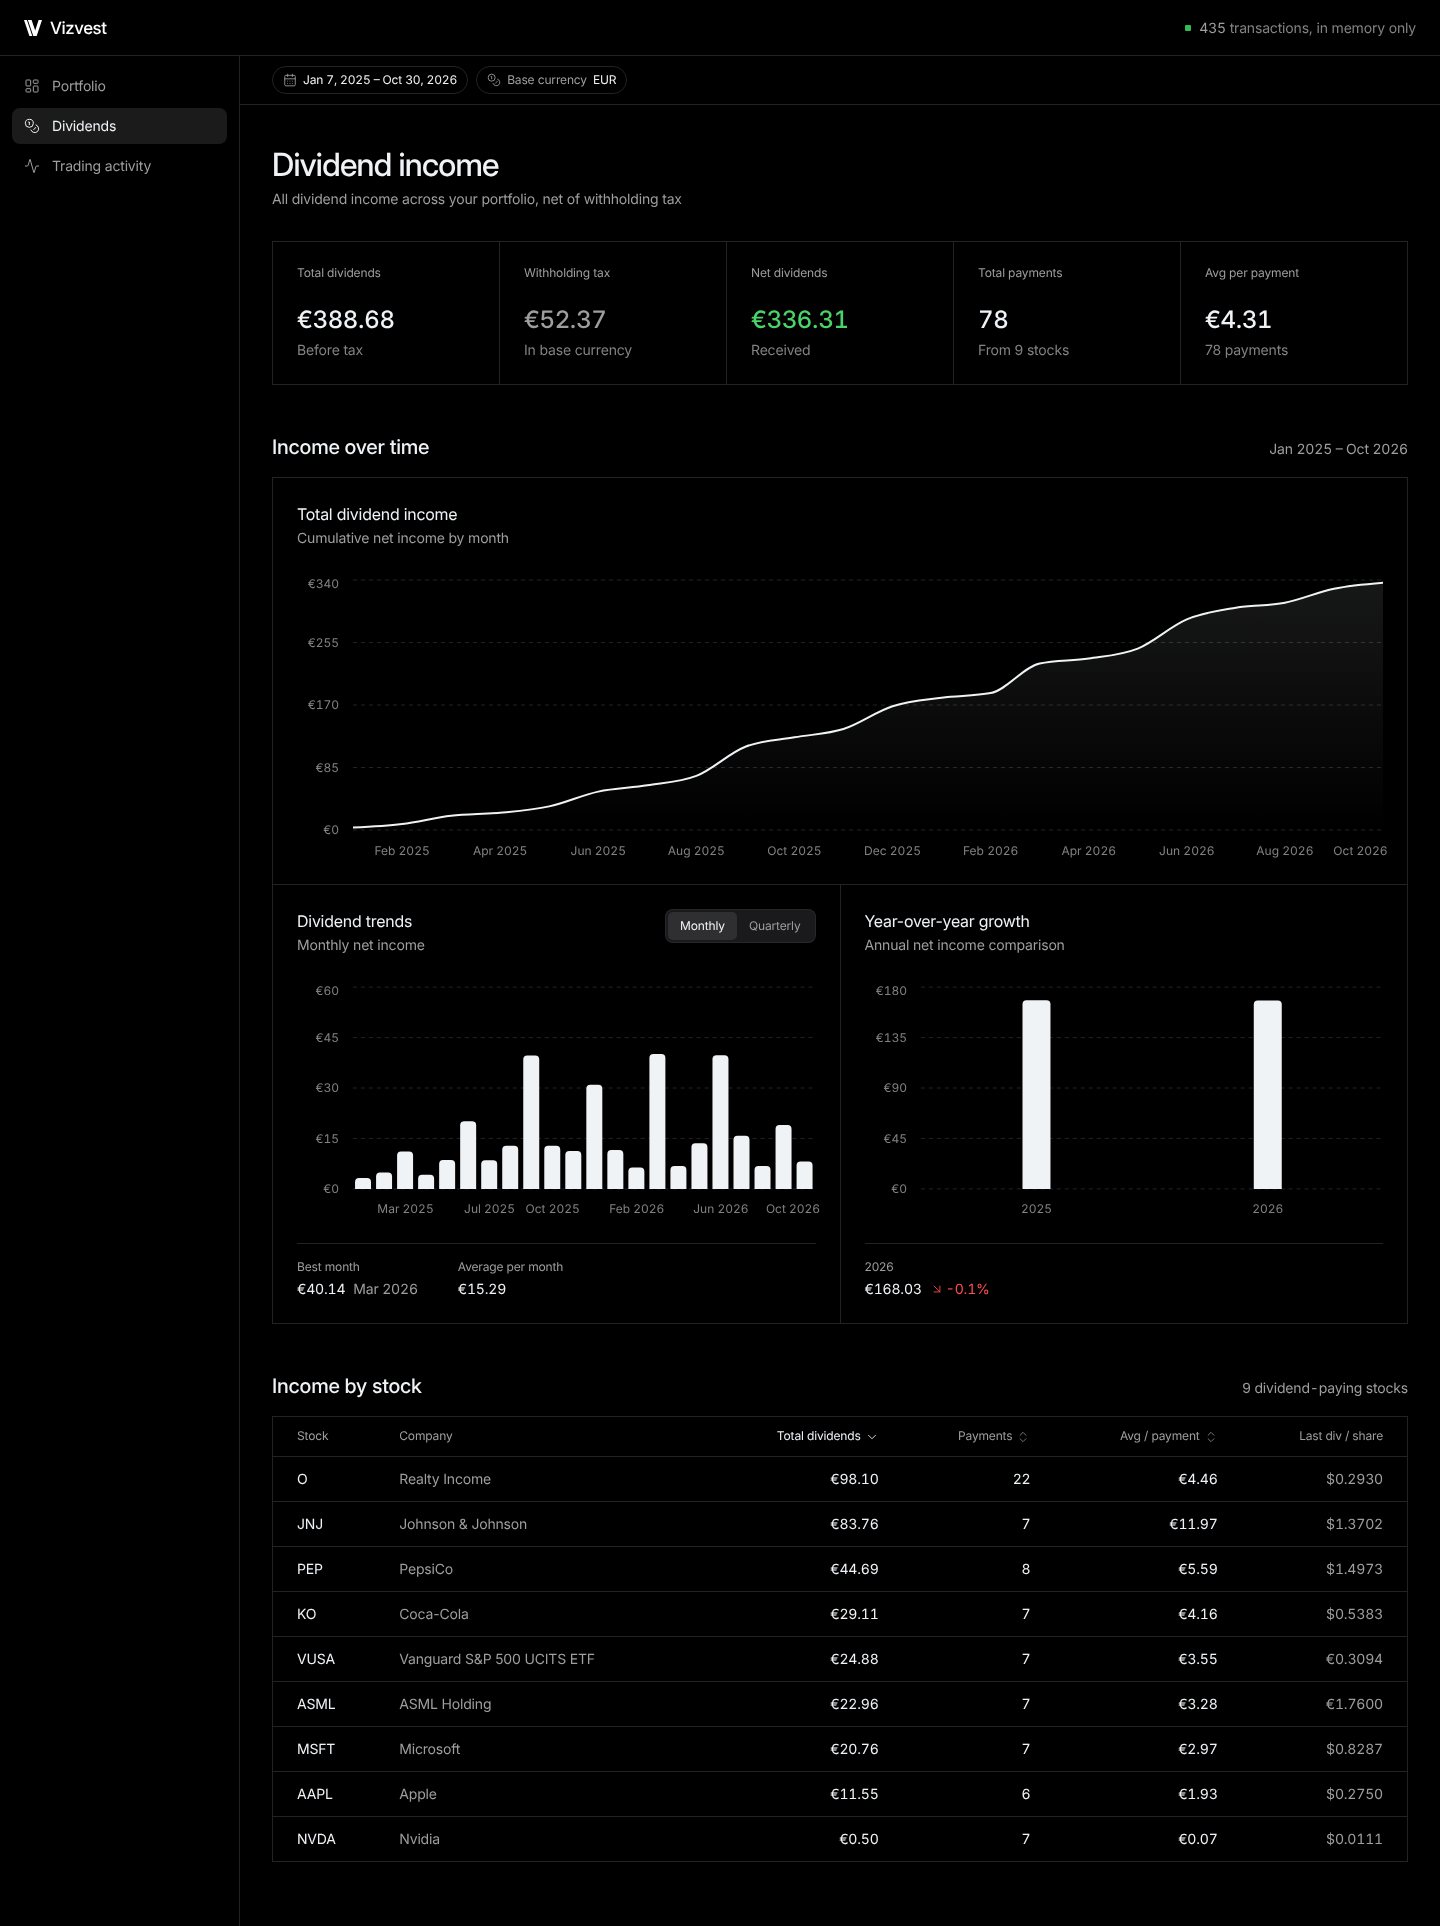 Vizvest
435 transactions, in memory only
Portfolio
Dividends
Trading activity
Jan 7, 2025 – Oct 30, 2026
Base currency EUR
Dividend income
All dividend income across your portfolio, net of withholding tax
Total dividends
€388.68
Before tax
Withholding tax
€52.37
In base currency
Net dividends
€336.31
Received
Total payments
78
From 9 stocks
Avg per payment
€4.31
78 payments
Income over time
Jan 2025 – Oct 2026
Total dividend income
Cumulative net income by month
€340
€255
€170
€85
€0
Feb 2025 Apr 2025 Jun 2025 Aug 2025 Oct 2025 Dec 2025 Feb 2026 Apr 2026 Jun 2026 Aug 2026 Oct 2026
Dividend trends
Monthly net income
Monthly Quarterly
€60
€45
€30
€15
€0
Mar 2025 Jul 2025 Oct 2025 Feb 2026 Jun 2026 Oct 2026
Best month
€40.14 Mar 2026
Average per month
€15.29
Year-over-year growth
Annual net income comparison
€180
€135
€90
€45
€0
2025 2026
2026
€168.03 -0.1%
Income by stock
9 dividend-paying stocks
Stock Company Total dividends Payments Avg / payment Last div / share
O Realty Income €98.10 22 €4.46 $0.2930
JNJ Johnson & Johnson €83.76 7 €11.97 $1.3702
PEP PepsiCo €44.69 8 €5.59 $1.4973
KO Coca-Cola €29.11 7 €4.16 $0.5383
VUSA Vanguard S&P 500 UCITS ETF €24.88 7 €3.55 €0.3094
ASML ASML Holding €22.96 7 €3.28 €1.7600
MSFT Microsoft €20.76 7 €2.97 $0.8287
AAPL Apple €11.55 6 €1.93 $0.2750
NVDA Nvidia €0.50 7 €0.07 $0.0111